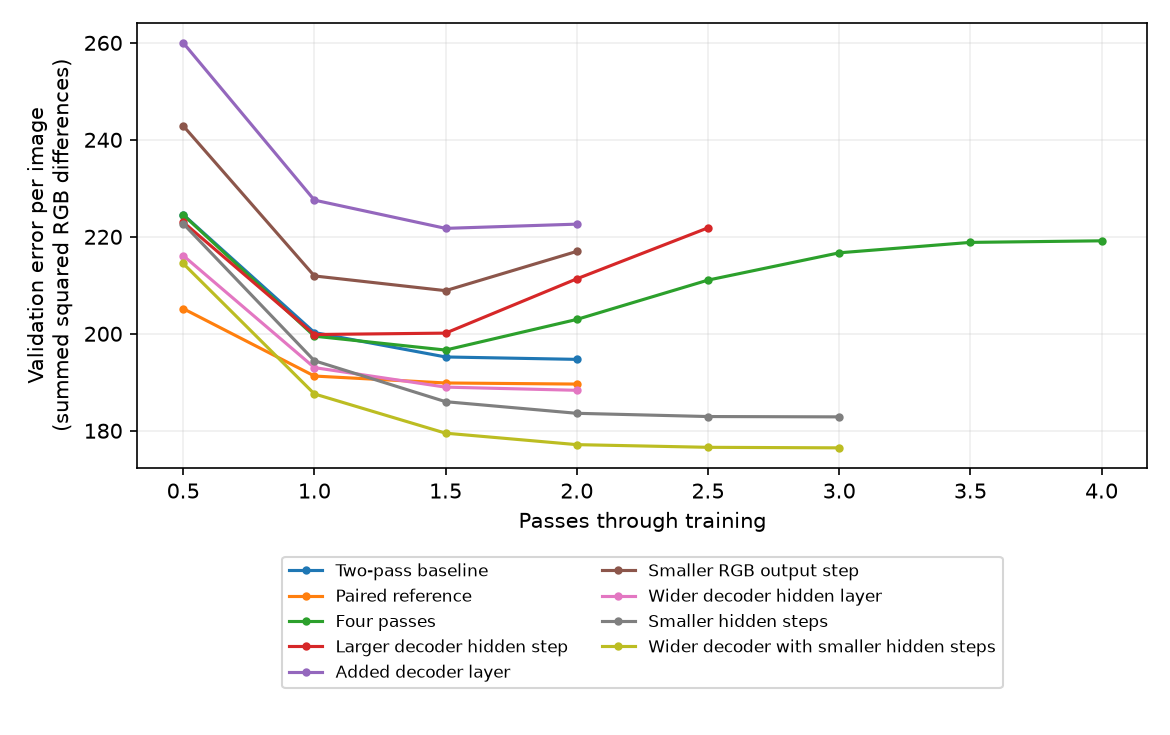 Validation error per image
(summed squared RGB differences)
260
240
220
200
180
0.5 1.0 1.5 2.0 2.5 3.0 3.5 4.0
Passes through training
Two-pass baseline
Paired reference
Four passes
Larger decoder hidden step
Added decoder layer
Smaller RGB output step
Wider decoder hidden layer
Smaller hidden steps
Wider decoder with smaller hidden steps